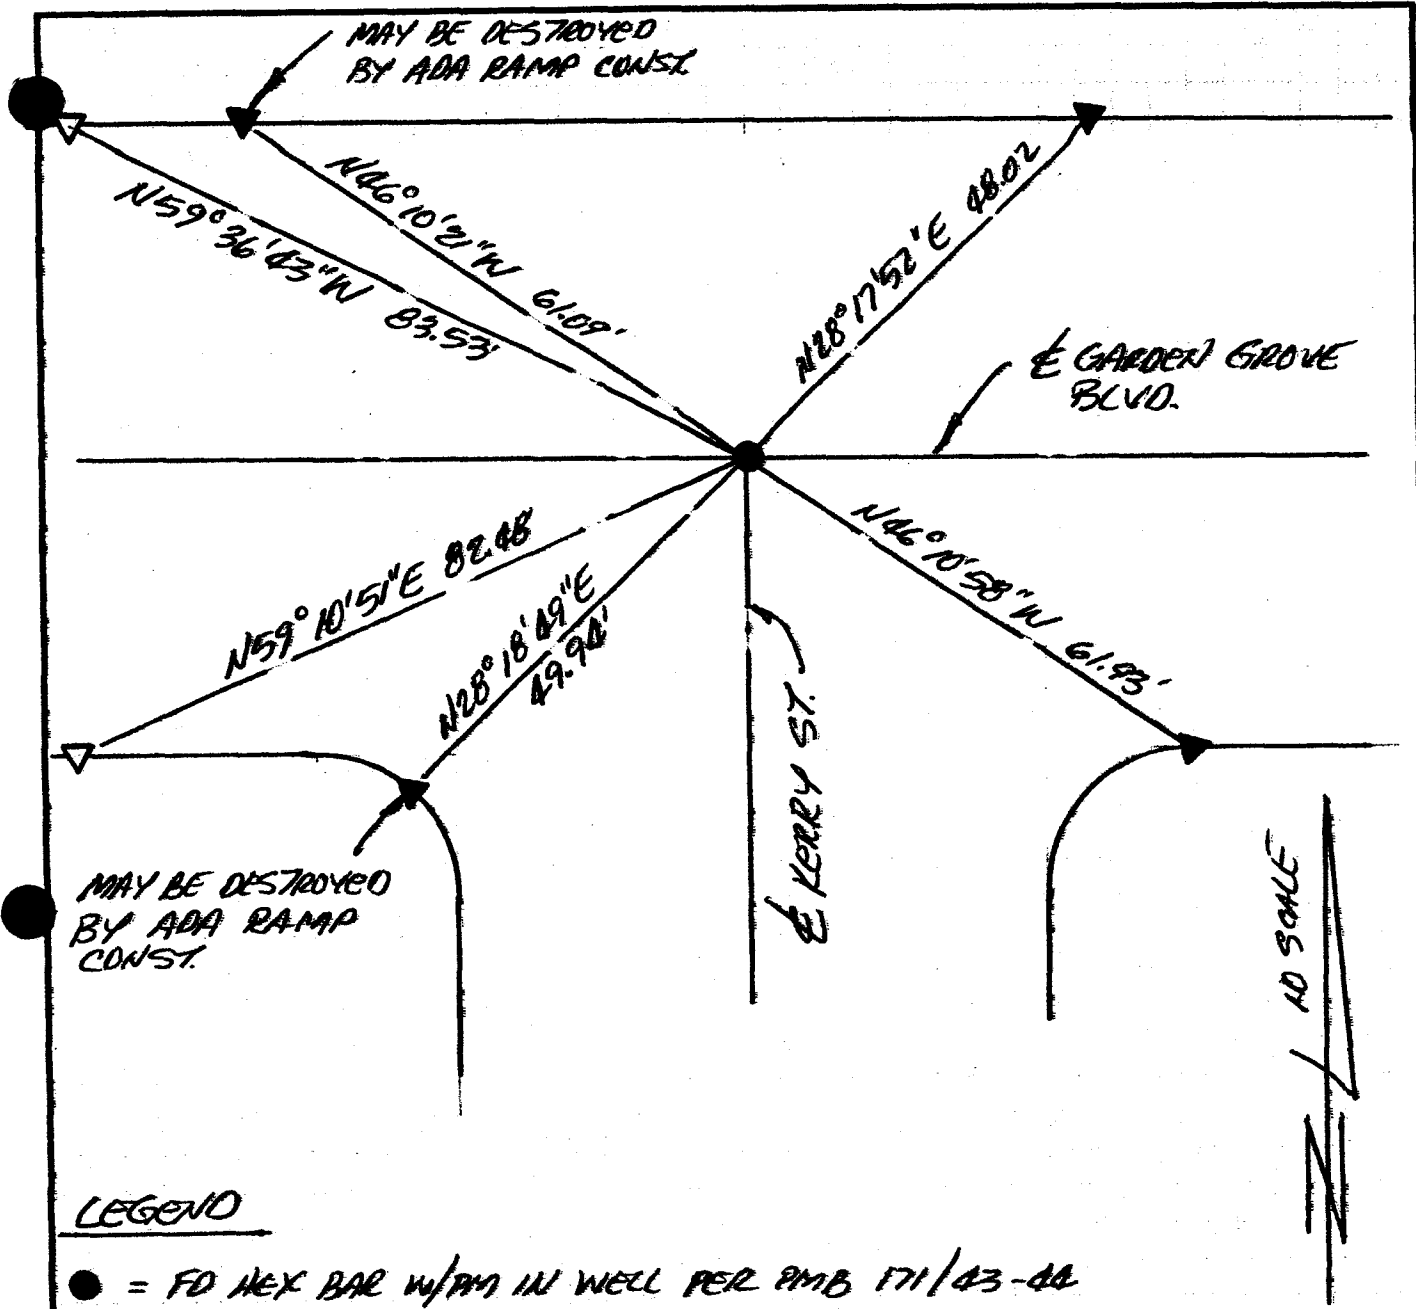 MAY BE DESTROYED
BY ADA RAMP CONST.
N46°10'21"W 61.09'
N59°36'43"W 83.53'
N28°17'52"E 48.02
℄ GARDEN GROVE
BLVD.
N59°10'51"E 82.48'
N28°18'49"E
49.94'
N46°10'58"W 61.93'
℄ KERRY ST.
MAY BE DESTROYED
BY ADA RAMP
CONST.
NO SCALE
N
LEGEND
● = FD HEX BAR W/PM IN WELL PER PMB 171/43-44